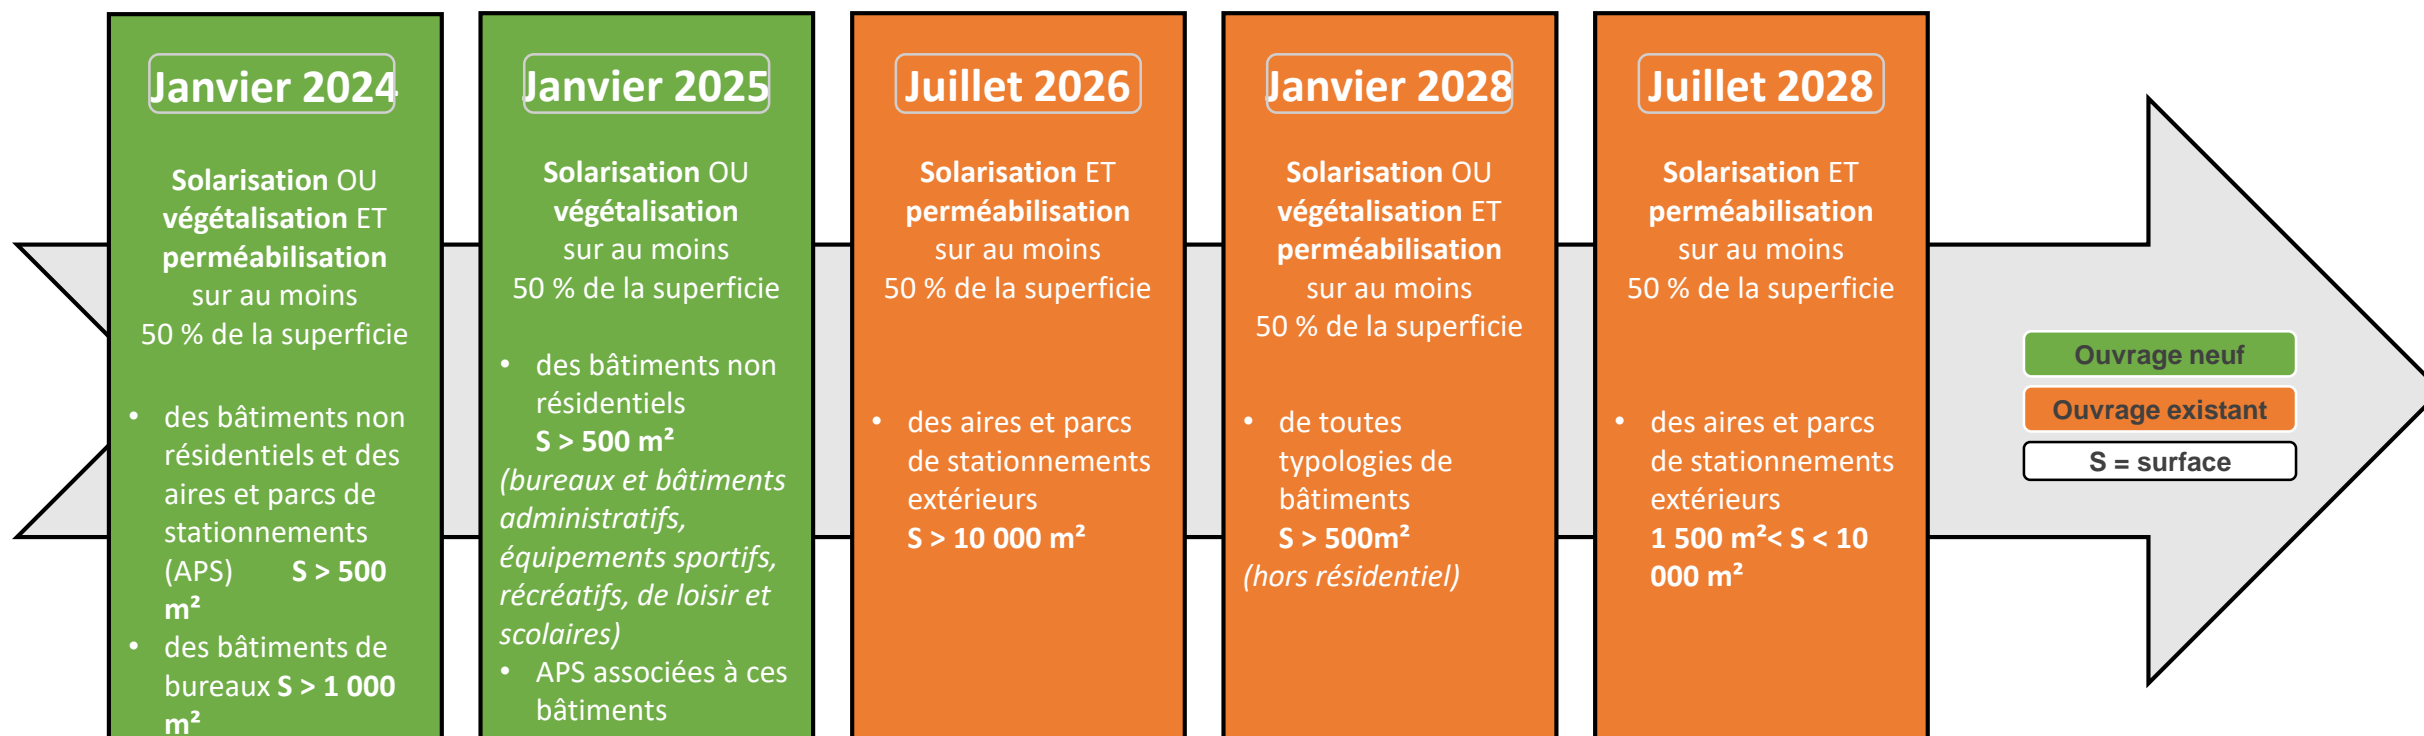 Janvier 2024
Solarisation OU
végétalisation ET
perméabilisation
sur au moins
50 % de la superficie
• des bâtiments non
résidentiels et des
aires et parcs de
stationnements
(APS) S > 500
m²
• des bâtiments de
bureaux S > 1 000
m²
Janvier 2025
Solarisation OU
végétalisation
sur au moins
50 % de la superficie
• des bâtiments non
résidentiels
S > 500 m²
(bureaux et bâtiments
administratifs,
équipements sportifs,
récréatifs, de loisir et
scolaires)
• APS associées à ces
bâtiments
Juillet 2026
Solarisation ET
perméabilisation
sur au moins
50 % de la superficie
• des aires et parcs
de stationnements
extérieurs
S > 10 000 m²
Janvier 2028
Solarisation OU
végétalisation ET
perméabilisation
sur au moins
50 % de la superficie
• de toutes
typologies de
bâtiments
S > 500m²
(hors résidentiel)
Juillet 2028
Solarisation ET
perméabilisation
sur au moins
50 % de la superficie
• des aires et parcs
de stationnements
extérieurs
1 500 m²< S < 10
000 m²
Ouvrage neuf
Ouvrage existant
S = surface